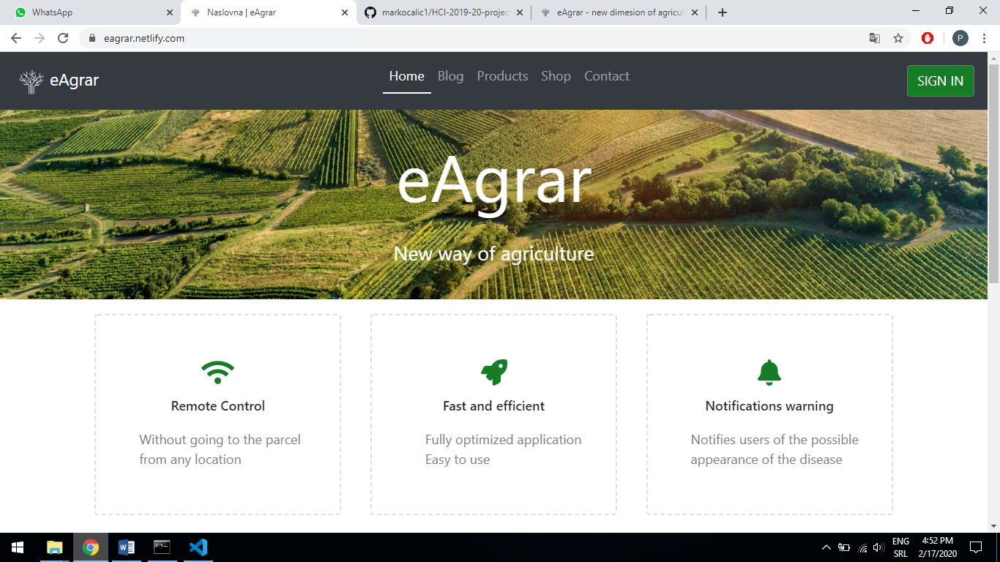 WhatsApp
Naslovna | eAgrar
markocalic1/HCI-2019-20-project
eAgrar - new dimesion of agricul
eagrar.netlify.com
P
eAgrar
Home Blog Products Shop Contact
SIGN IN
eAgrar
New way of agriculture
Remote Control
Without going to the parcel
from any location
Fast and efficient
Fully optimized application
Easy to use
Notifications warning
Notifies users of the possible
appearance of the disease
ENG
SRL
4:52 PM
2/17/2020